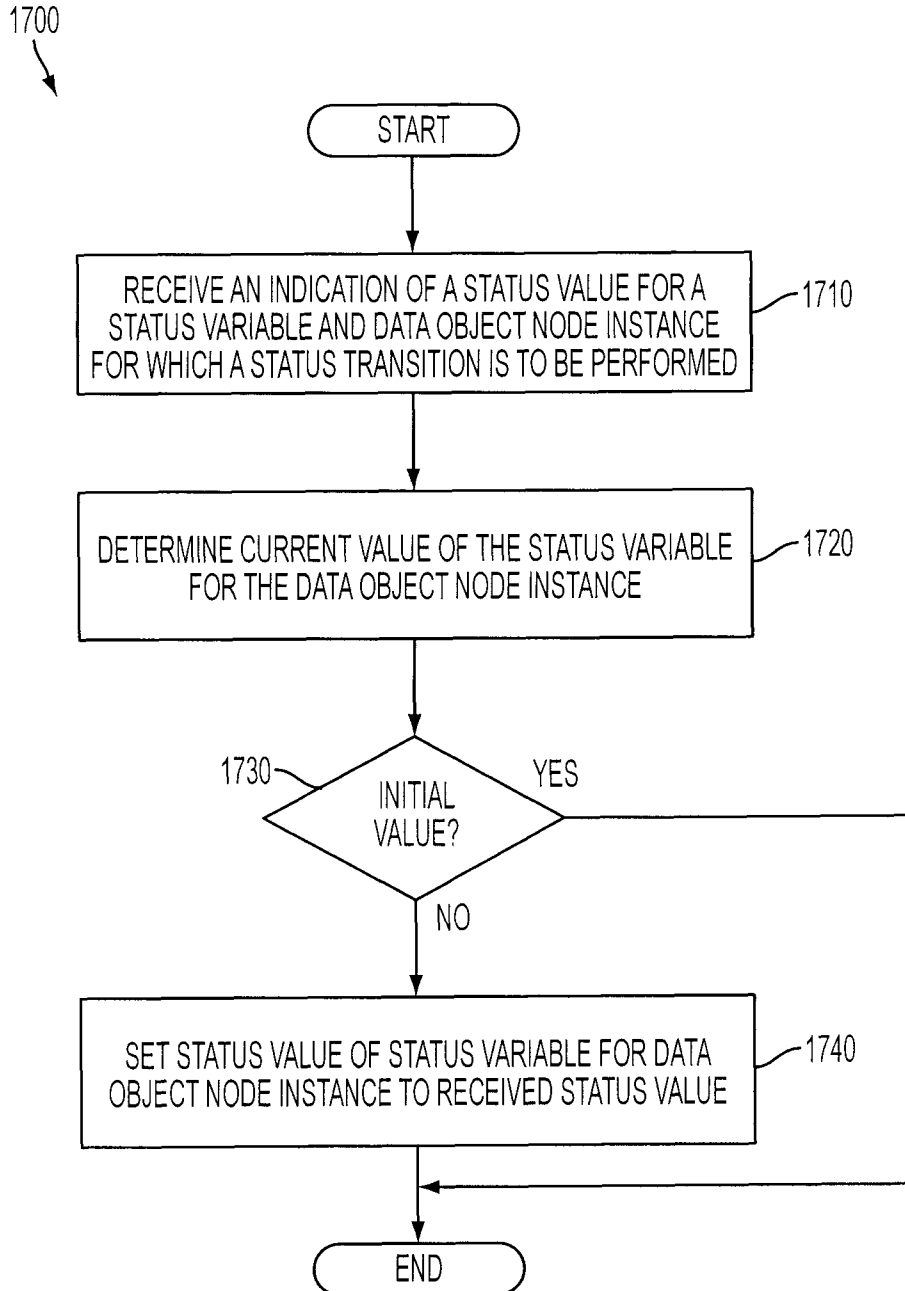 1700
START
RECEIVE AN INDICATION OF A STATUS VALUE FOR A
STATUS VARIABLE AND DATA OBJECT NODE INSTANCE
FOR WHICH A STATUS TRANSITION IS TO BE PERFORMED
1710
DETERMINE CURRENT VALUE OF THE STATUS VARIABLE
FOR THE DATA OBJECT NODE INSTANCE
1720
1730
INITIAL
VALUE?
YES
NO
SET STATUS VALUE OF STATUS VARIABLE FOR DATA
OBJECT NODE INSTANCE TO RECEIVED STATUS VALUE
1740
END